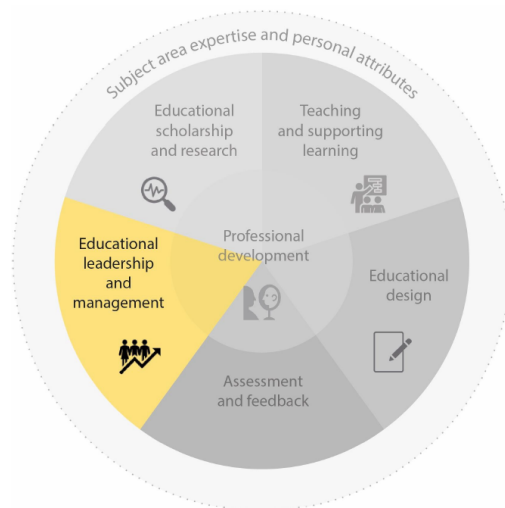 Subject area expertise and personal attributes
Educational
scholarship
and research
Teaching
and supporting
learning
Educational
leadership
and
management
Professional
development
Educational
design
Assessment
and feedback